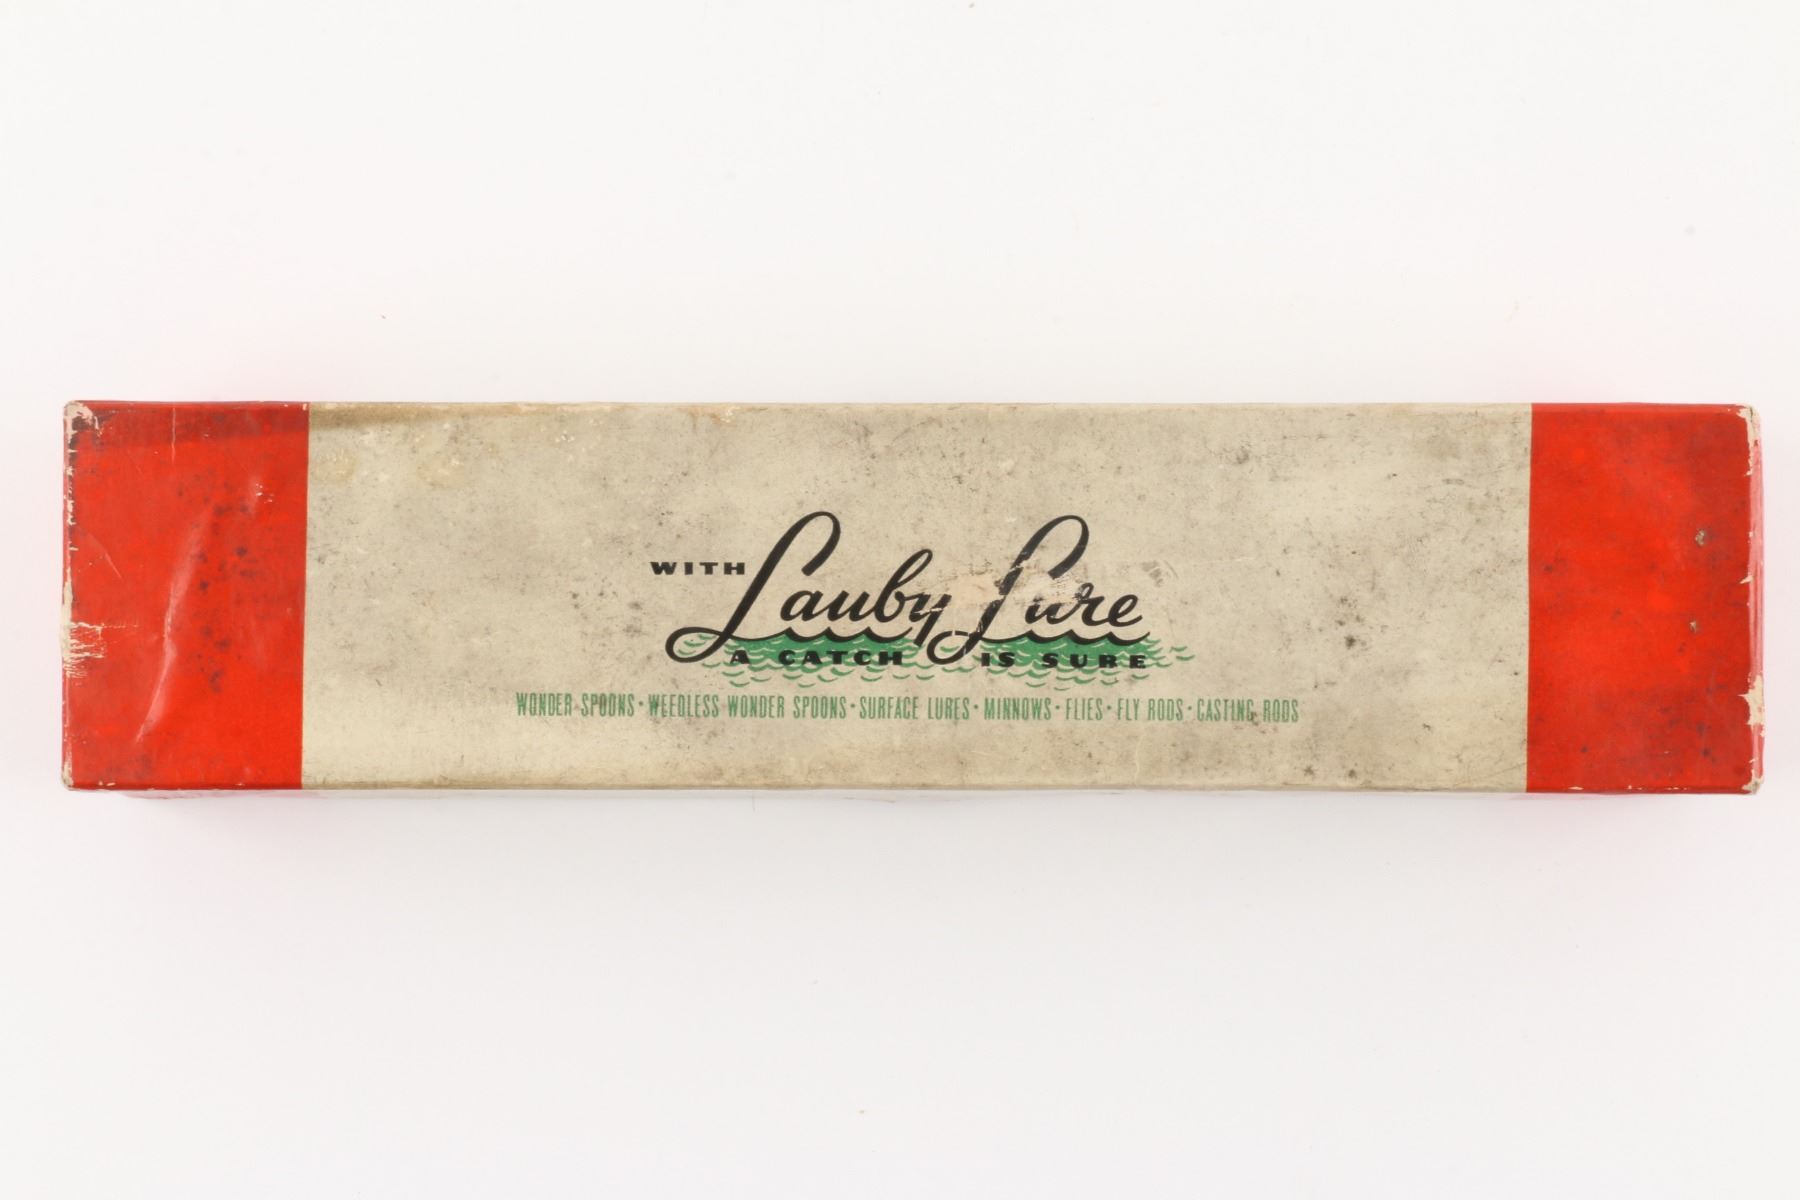 WITH Lauby Lure
A CATCH IS SURE
WONDER SPOONS • WEEDLESS WONDER SPOONS • SURFACE LURES • MINNOWS • FLIES • FLY RODS • CASTING RODS